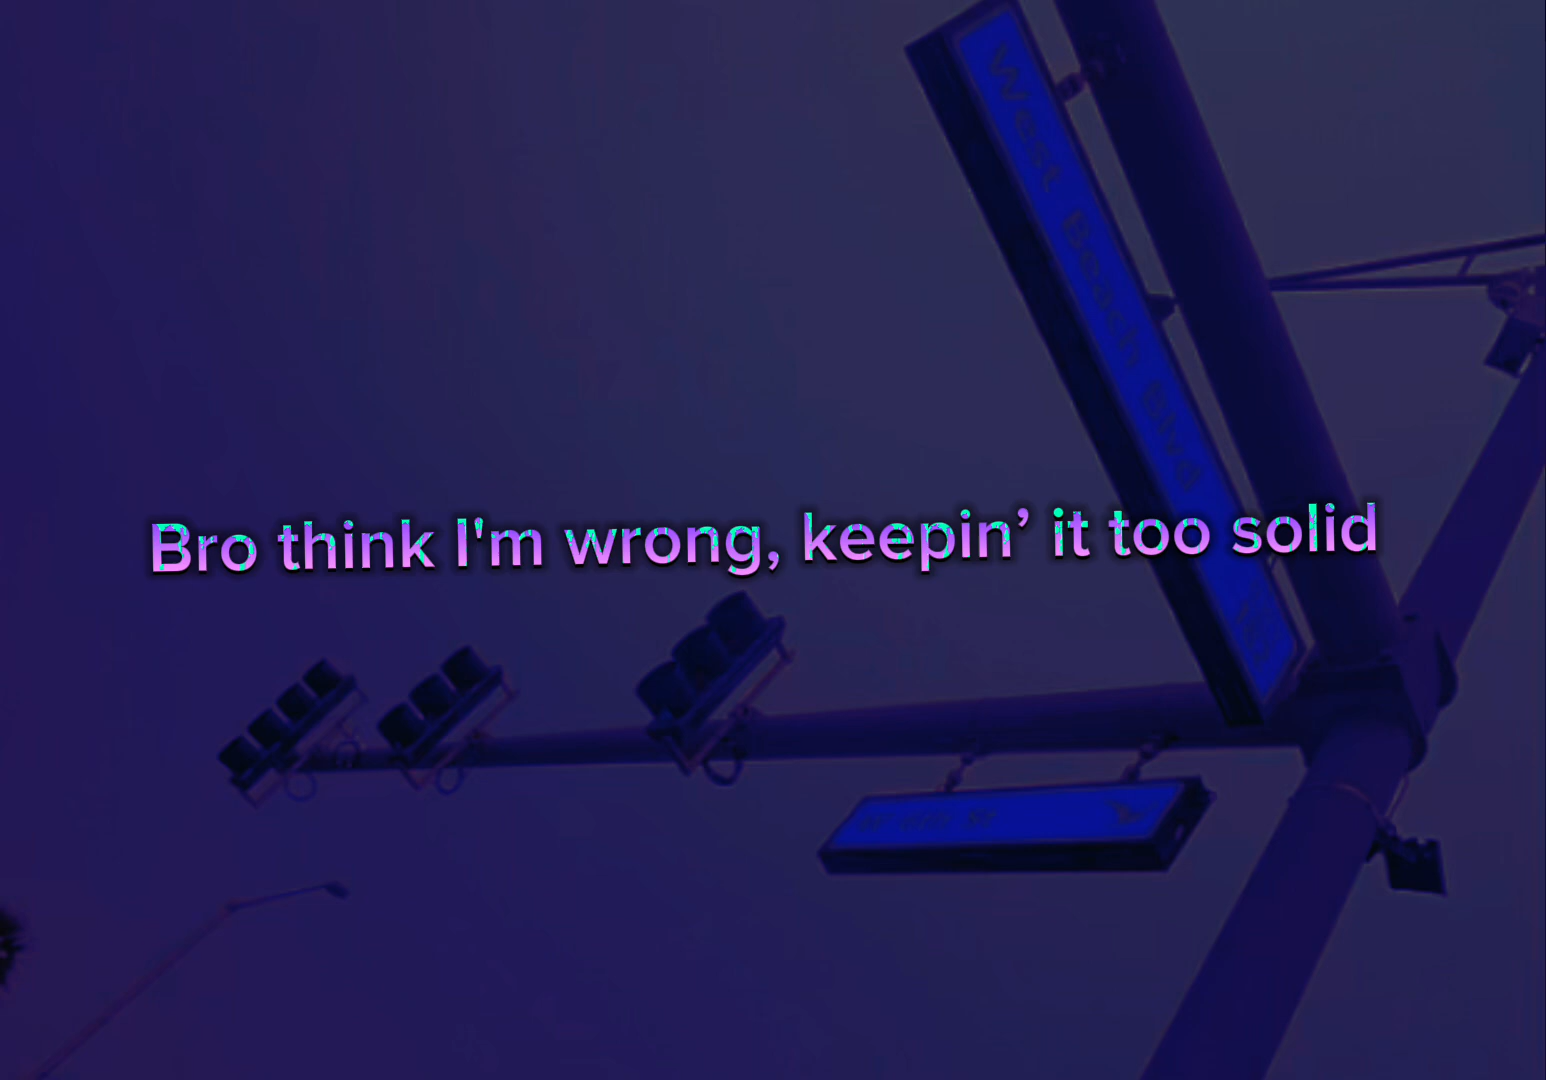 West Beach Blvd
Bro think I'm wrong, keepin’ it too solid